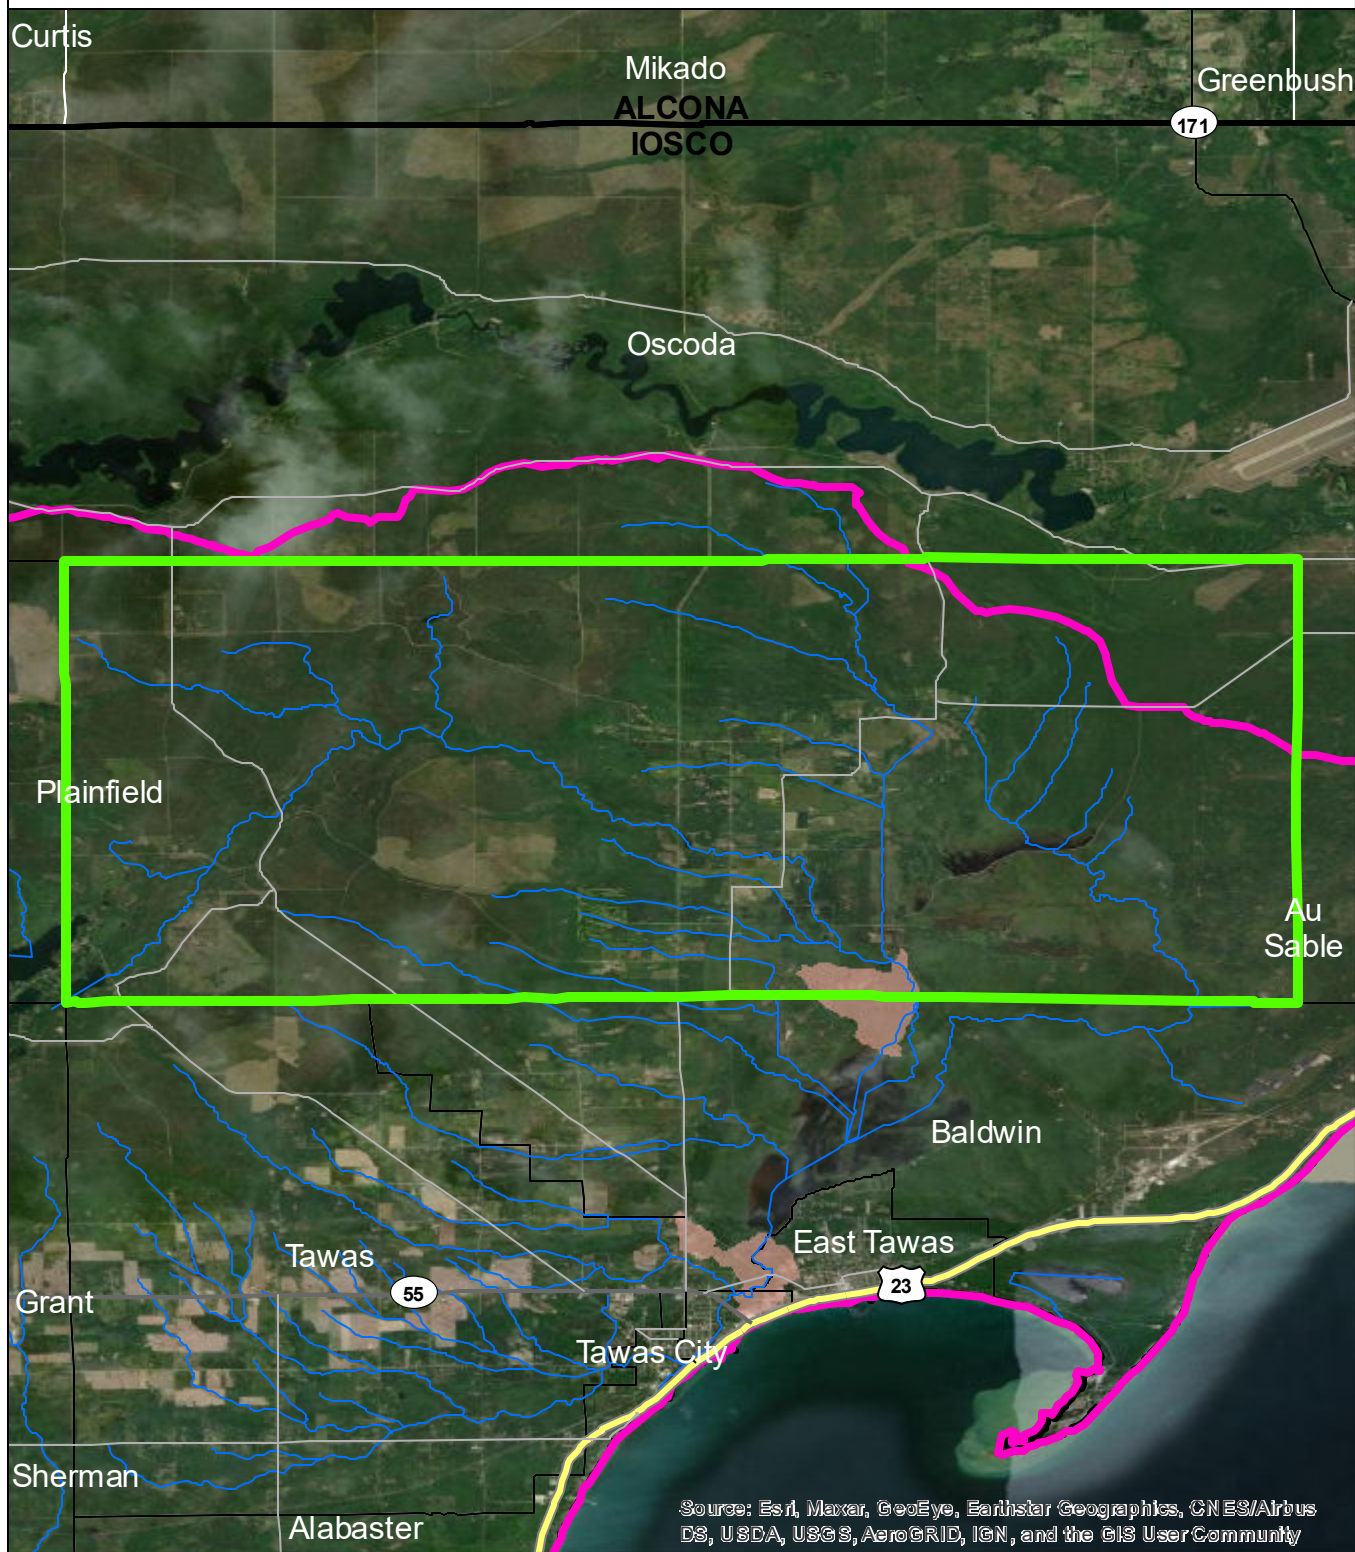 Curtis
Mikado
Greenbush
ALCONA
171
IOSCO
Oscoda
Plainfield
Au
Sable
Baldwin
East Tawas
Tawas
23
55
Grant
Tawas City
Sherman
Source: Esri, Maxar, GeoEye, Earthstar Geographics, CNES/Airbus
DS, USDA, USGS, AeroGRID, IGN, and the GIS User Community
Alabaster